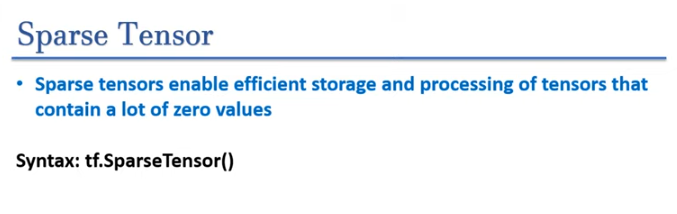 Sparse Tensor
• Sparse tensors enable efficient storage and processing of tensors that
contain a lot of zero values
Syntax: tf.SparseTensor()